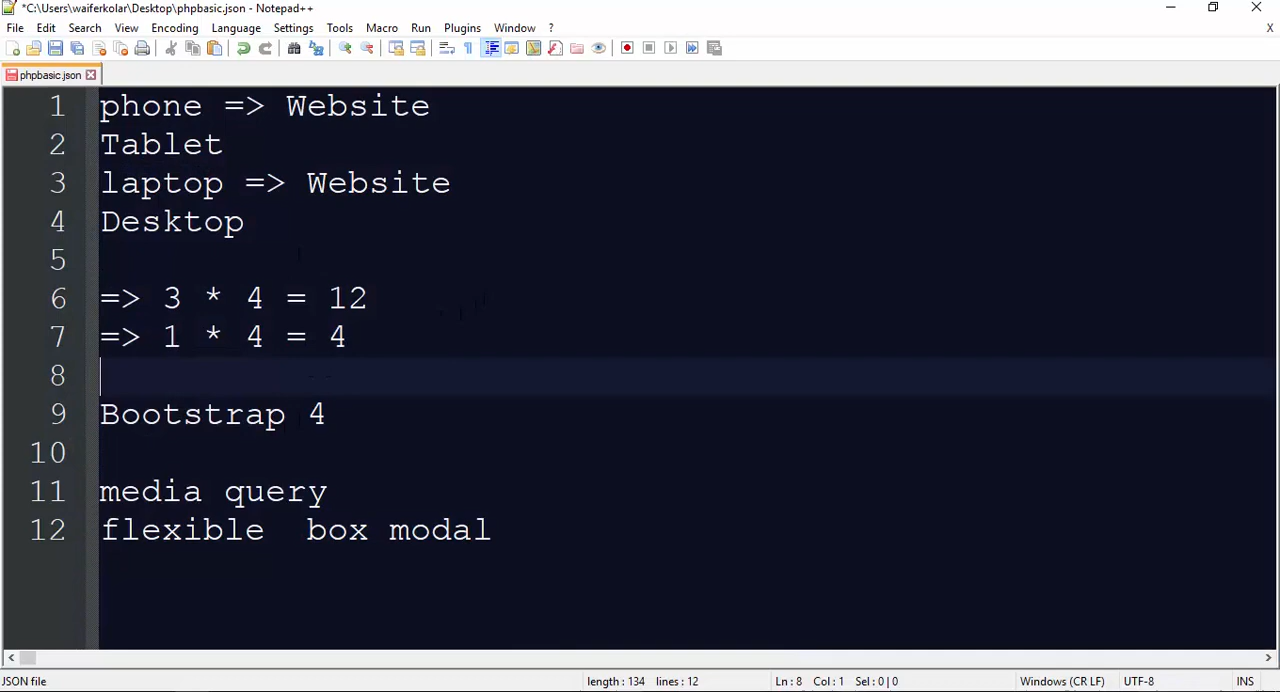 *C:\Users\waiferkolar\Desktop\phpbasic.json - Notepad++
File Edit Search View Encoding Language Settings Tools Macro Run Plugins Window ? X
phpbasic.json
1 phone => Website
2 Tablet
3 laptop => Website
4 Desktop
5
6 => 3 * 4 = 12
7 => 1 * 4 = 4
8
9 Bootstrap 4
10
11 media query
12 flexible  box modal
JSON file length : 134 lines : 12 Ln : 8 Col : 1 Sel : 0 | 0 Windows (CR LF) UTF-8 INS